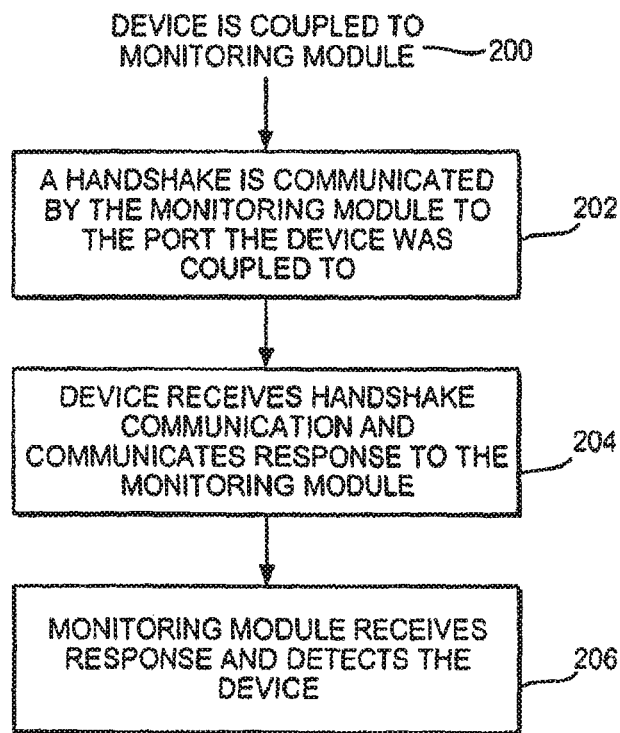 DEVICE IS COUPLED TO
MONITORING MODULE
200
A HANDSHAKE IS COMMUNICATED
BY THE MONITORING MODULE TO
THE PORT THE DEVICE WAS
COUPLED TO
202
DEVICE RECEIVES HANDSHAKE
COMMUNICATION AND
COMMUNICATES RESPONSE TO THE
MONITORING MODULE
204
MONITORING MODULE RECEIVES
RESPONSE AND DETECTS THE
DEVICE
206